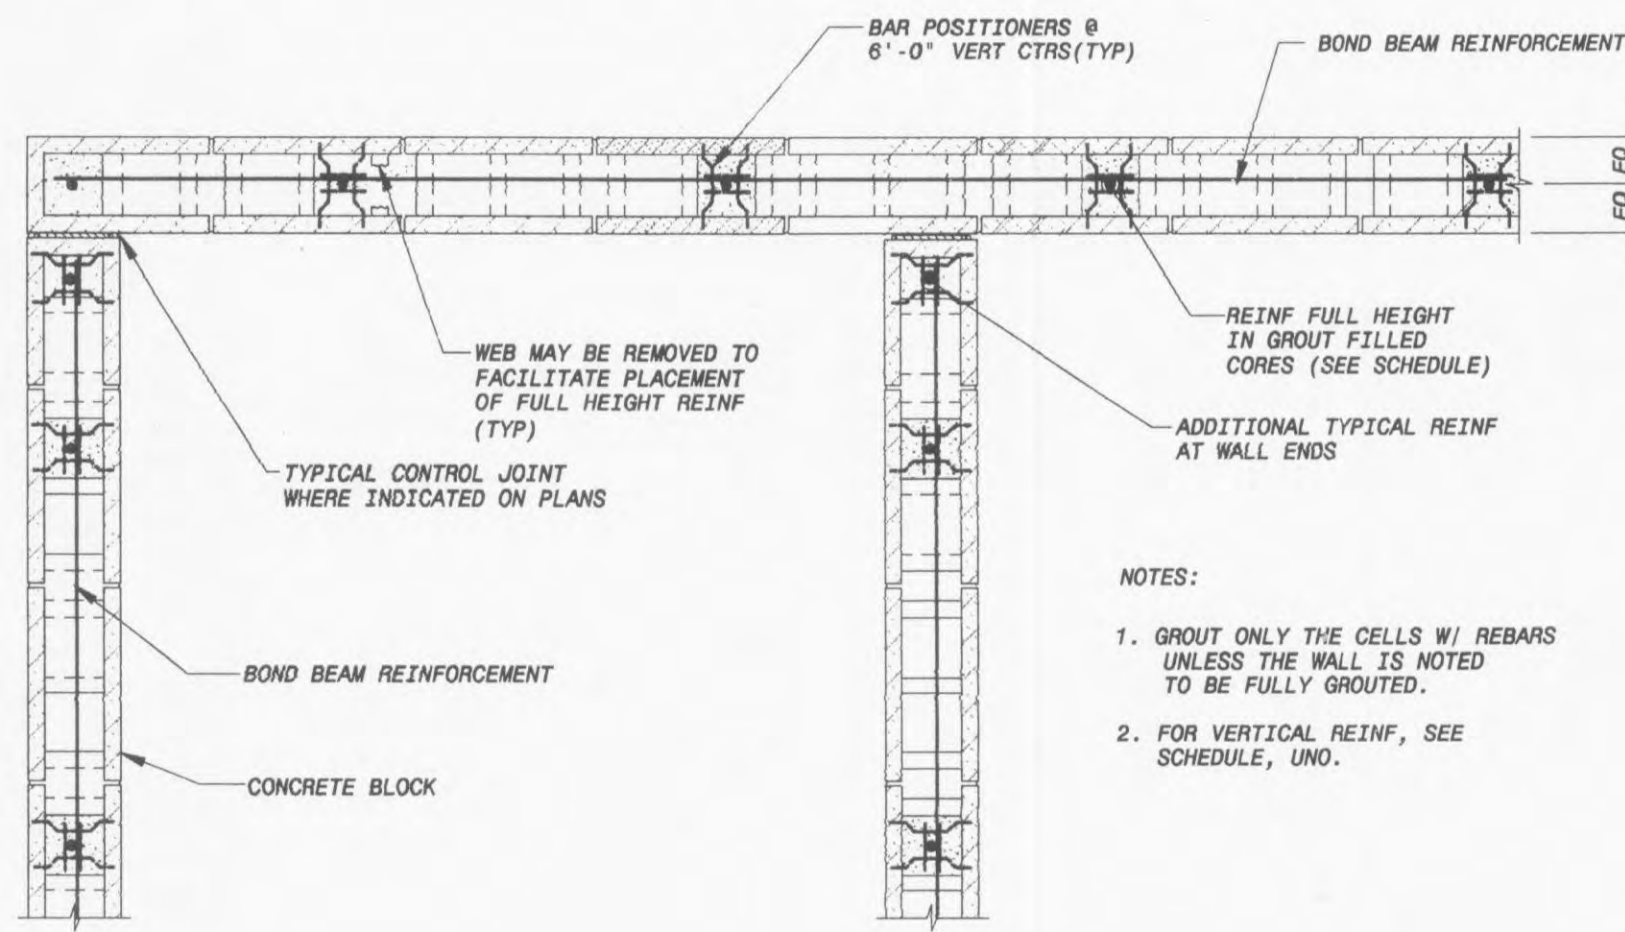 BAR POSITIONERS @
6'-0" VERT CTRS(TYP)
BOND BEAM REINFORCEMENT
EQ EQ
WEB MAY BE REMOVED TO
FACILITATE PLACEMENT
OF FULL HEIGHT REINF
(TYP)
TYPICAL CONTROL JOINT
WHERE INDICATED ON PLANS
REINF FULL HEIGHT
IN GROUT FILLED
CORES (SEE SCHEDULE)
ADDITIONAL TYPICAL REINF
AT WALL ENDS
BOND BEAM REINFORCEMENT
CONCRETE BLOCK
NOTES:
1. GROUT ONLY THE CELLS W/ REBARS
UNLESS THE WALL IS NOTED
TO BE FULLY GROUTED.
2. FOR VERTICAL REINF, SEE
SCHEDULE, UNO.